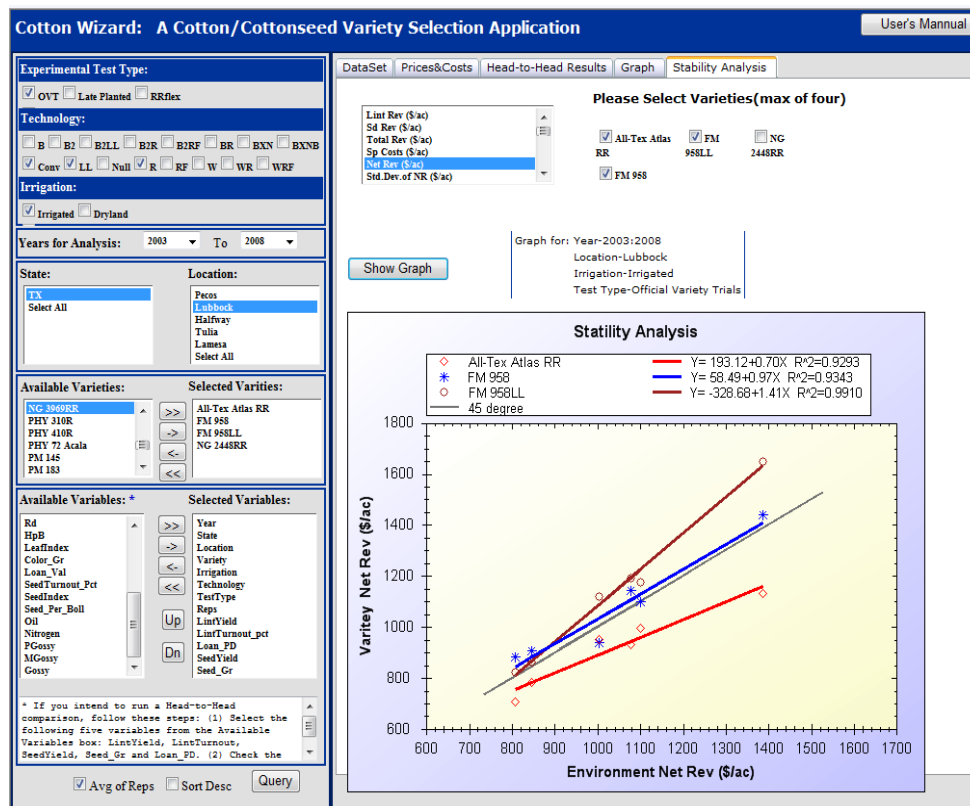 Cotton Wizard: A Cotton/Cottonseed Variety Selection Application
User's Mannual
Experimental Test Type:
OVT Late Planted RRflex
Technology:
B B2 B2LL B2R B2RF BR BXN BXNB
Conv LL Null R RF W WR WRF
Irrigation:
Irrigated Dryland
Years for Analysis: 2003 To 2008
State: Location:
TX
Select All
Pecos
Lubbock
Halfway
Tulia
Lamesa
Select All
Available Varieties: Selected Varities:
NG 3969RR
PHY 310R
PHY 410R
PHY 72 Acala
PM 145
PM 183
>>
->
<-
<<
All-Tex Atlas RR
FM 958
FM 958LL
NG 2448RR
Available Variables: * Selected Variables:
Rd
HpB
LeafIndex
Color_Gr
Loan_Val
SeedTurnout_Pct
SeedIndex
Seed_Per_Boll
Oil
Nitrogen
PGossy
MGossy
Gossy
>>
->
<-
<<
Up
Dn
Year
State
Location
Variety
Irrigation
Technology
TestType
Reps
LintYield
LintTurnout_pct
Loan_PD
SeedYield
Seed_Gr
* If you intend to run a Head-to-Head
comparison, follow these steps: (1) Select the
following five variables from the Available
Variables box: LintYield, LintTurnout,
SeedYield, Seed_Gr and Loan_PD. (2) Check the
Avg of Reps Sort Desc Query
DataSet Prices&Costs Head-to-Head Results Graph Stability Analysis
Lint Rev ($/ac)
Sd Rev ($/ac)
Total Rev ($/ac)
Sp Costs ($/ac)
Net Rev ($/ac)
Std.Dev.of NR ($/ac)
Please Select Varieties(max of four)
All-Tex Atlas RR
FM 958LL
NG 2448RR
FM 958
Show Graph
Graph for: Year-2003:2008
Location-Lubbock
Irrigation-Irrigated
Test Type-Official Variety Trials
Statility Analysis
All-Tex Atlas RR Y= 193.12+0.70X R^2=0.9293
FM 958 Y= 58.49+0.97X R^2=0.9343
FM 958LL Y= -328.68+1.41X R^2=0.9910
45 degree
Varitey Net Rev ($/ac)
1800
1600
1400
1200
1000
800
600
600 700 800 900 1000 1100 1200 1300 1400 1500 1600 1700
Environment Net Rev ($/ac)